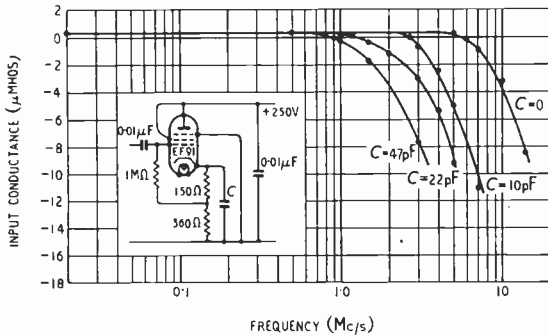 INPUT CONDUCTANCE (μMHOS)
2
0
-2
-4
-6
-8
-10
-12
-14
-16
-18
+250V
0·01μF
EF91
1MΩ
150Ω
C
0·01μF
360Ω
C=0
C=47pF
C=22pF
C=10pF
0·1
1·0
10
FREQUENCY (Mc/s)